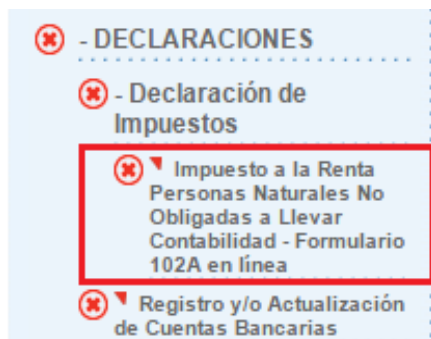 - DECLARACIONES
- Declaración de
Impuestos
Impuesto a la Renta
Personas Naturales No
Obligadas a Llevar
Contabilidad - Formulario
102A en línea
Registro y/o Actualización
de Cuentas Bancarias